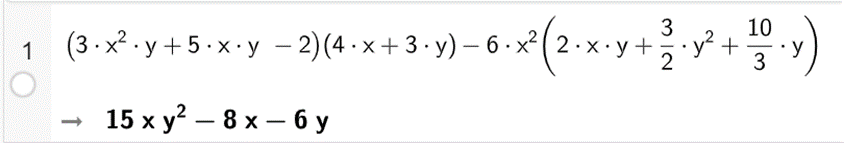 1 (3 · x² · y + 5 · x · y − 2)(4 · x + 3 · y) − 6 · x² (2 · x · y + 3/2 · y² + 10/3 · y)
→ 15 x y² − 8 x − 6 y